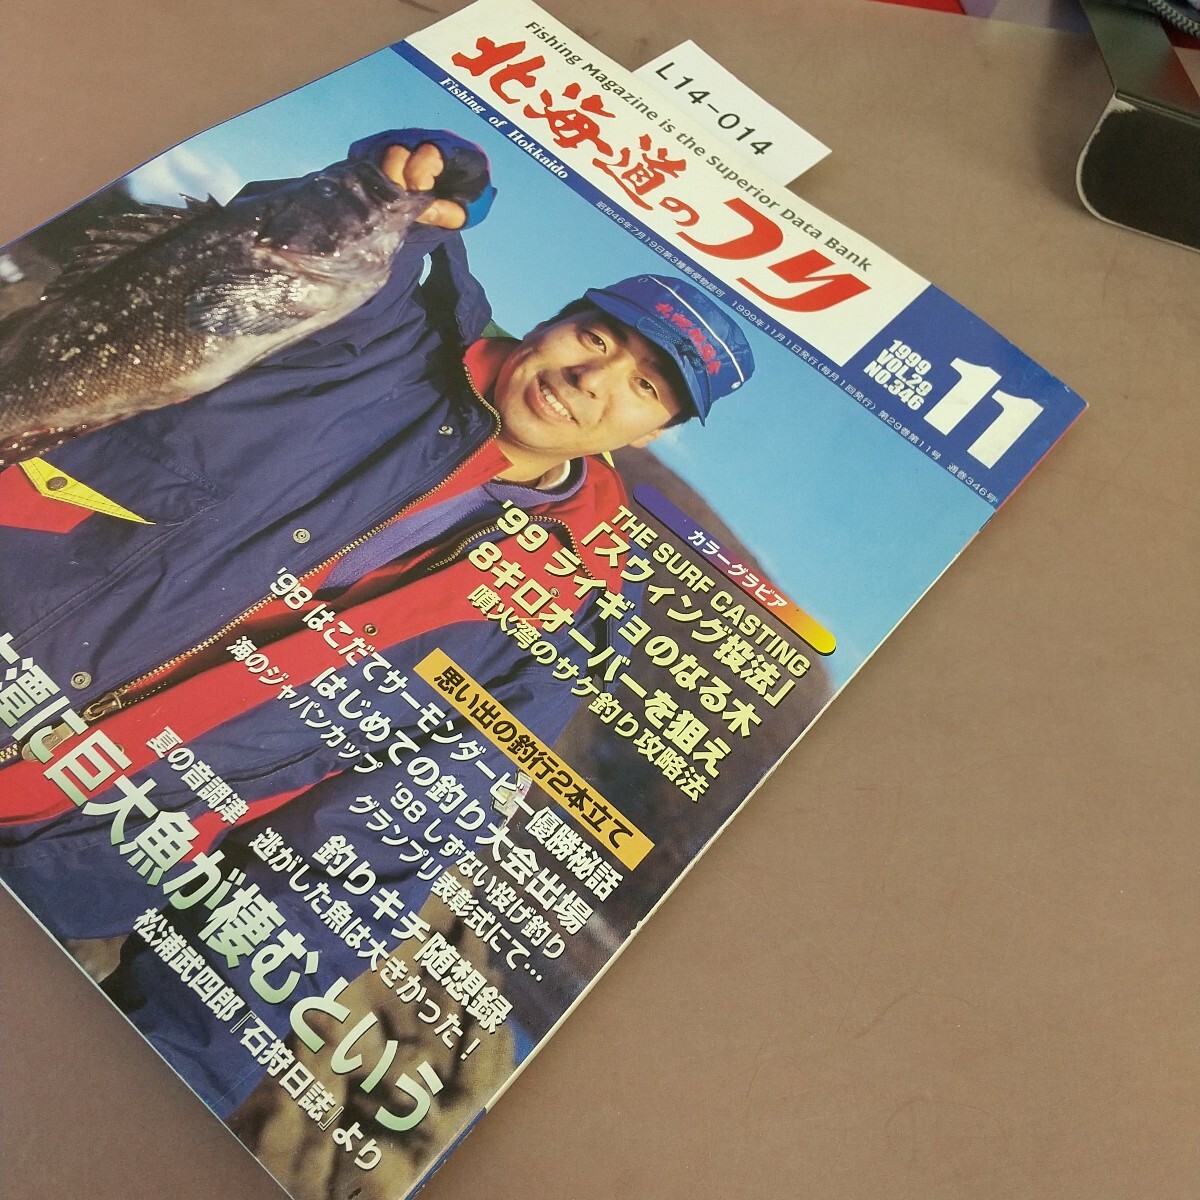 L14-014
Fishing Magazine is the Superior Data Bank
北海道のつり
Fishing of Hokkaido
昭和46年7月19日第3種郵便物認可 1999年11月1日発行(毎月1回発行) 第29巻第11号 通巻346号
1999
VOL.29
NO.346
11
カラーグラビア
THE SURF CASTING
「スウィング投法」
'99 ライギョのなる木
8キロオーバーを狙え
噴火湾のサケ釣り攻略法
思い出の釣行2本立て
'98 はこだてサーモンダービー優勝秘話
はじめての釣り大会出場
'98 しずない投げ釣り
海のジャパンカップ グランプリ表彰式にて…
釣りキチ随想録
夏の音調津 逃がした魚は大きかった!
潭に巨大魚が棲むという
松浦武四郎『石狩日誌』より